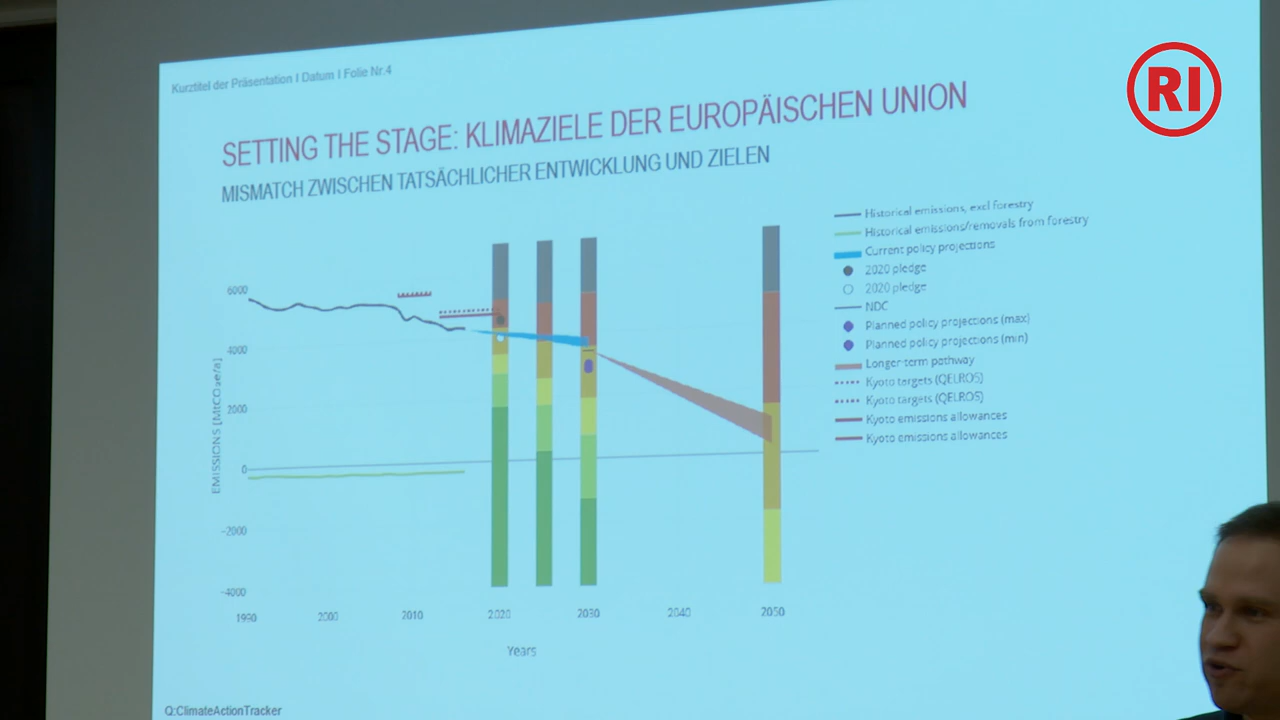 Kurztitel der Präsentation I Datum I Folie Nr.4
RI
SETTING THE STAGE: KLIMAZIELE DER EUROPÄISCHEN UNION
MISMATCH ZWISCHEN TATSÄCHLICHER ENTWICKLUNG UND ZIELEN
Historical emissions, excl forestry
Historical emissions/removals from forestry
Current policy projections
2020 pledge
2020 pledge
NDC
Planned policy projections (max)
Planned policy projections (min)
Longer-term pathway
Kyoto targets (QELROS)
Kyoto targets (QELROS)
Kyoto emissions allowances
Kyoto emissions allowances
EMISSIONS [MtCO₂e/a]
6000
4000
2000
0
-2000
-4000
1990 2000 2010 2020 2030 2040 2050
Years
Q:ClimateActionTracker